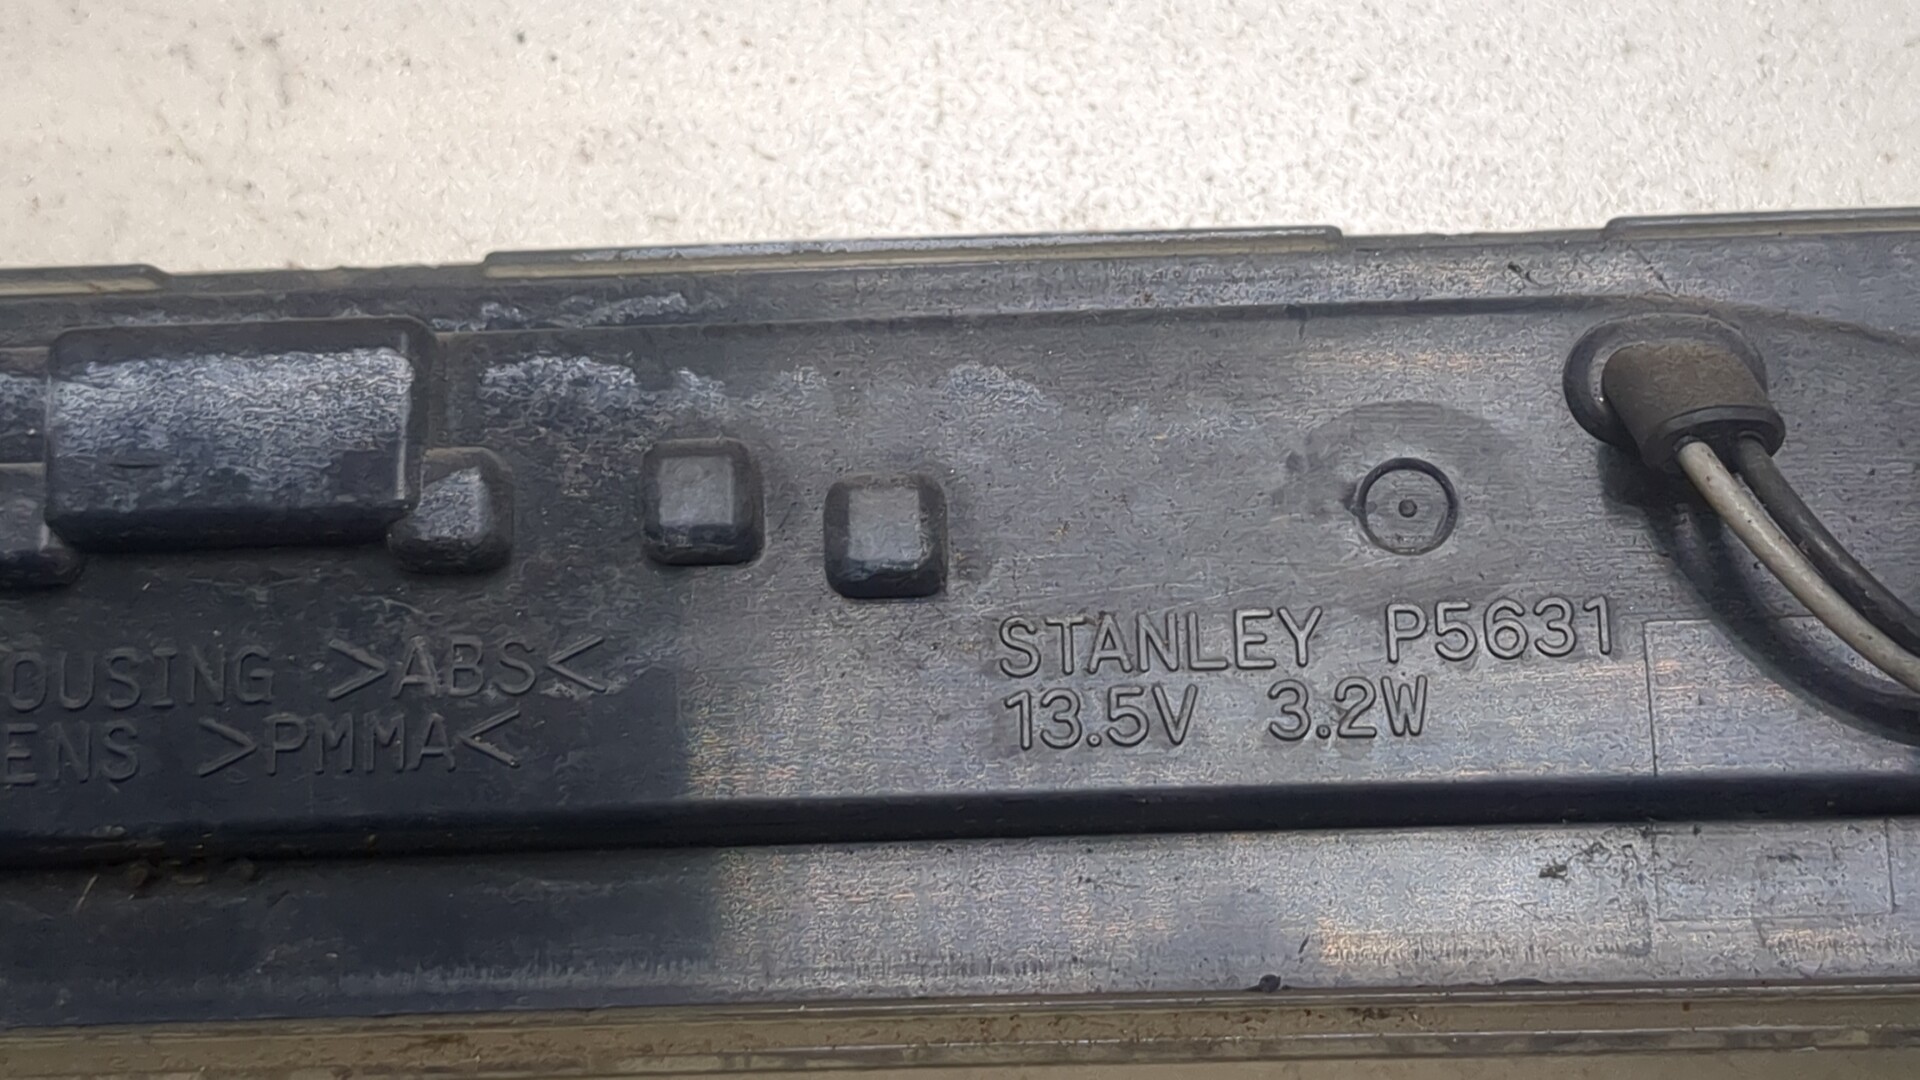 OUSING >ABS<
ENS >PMMA<
STANLEY P5631
13.5V 3.2W